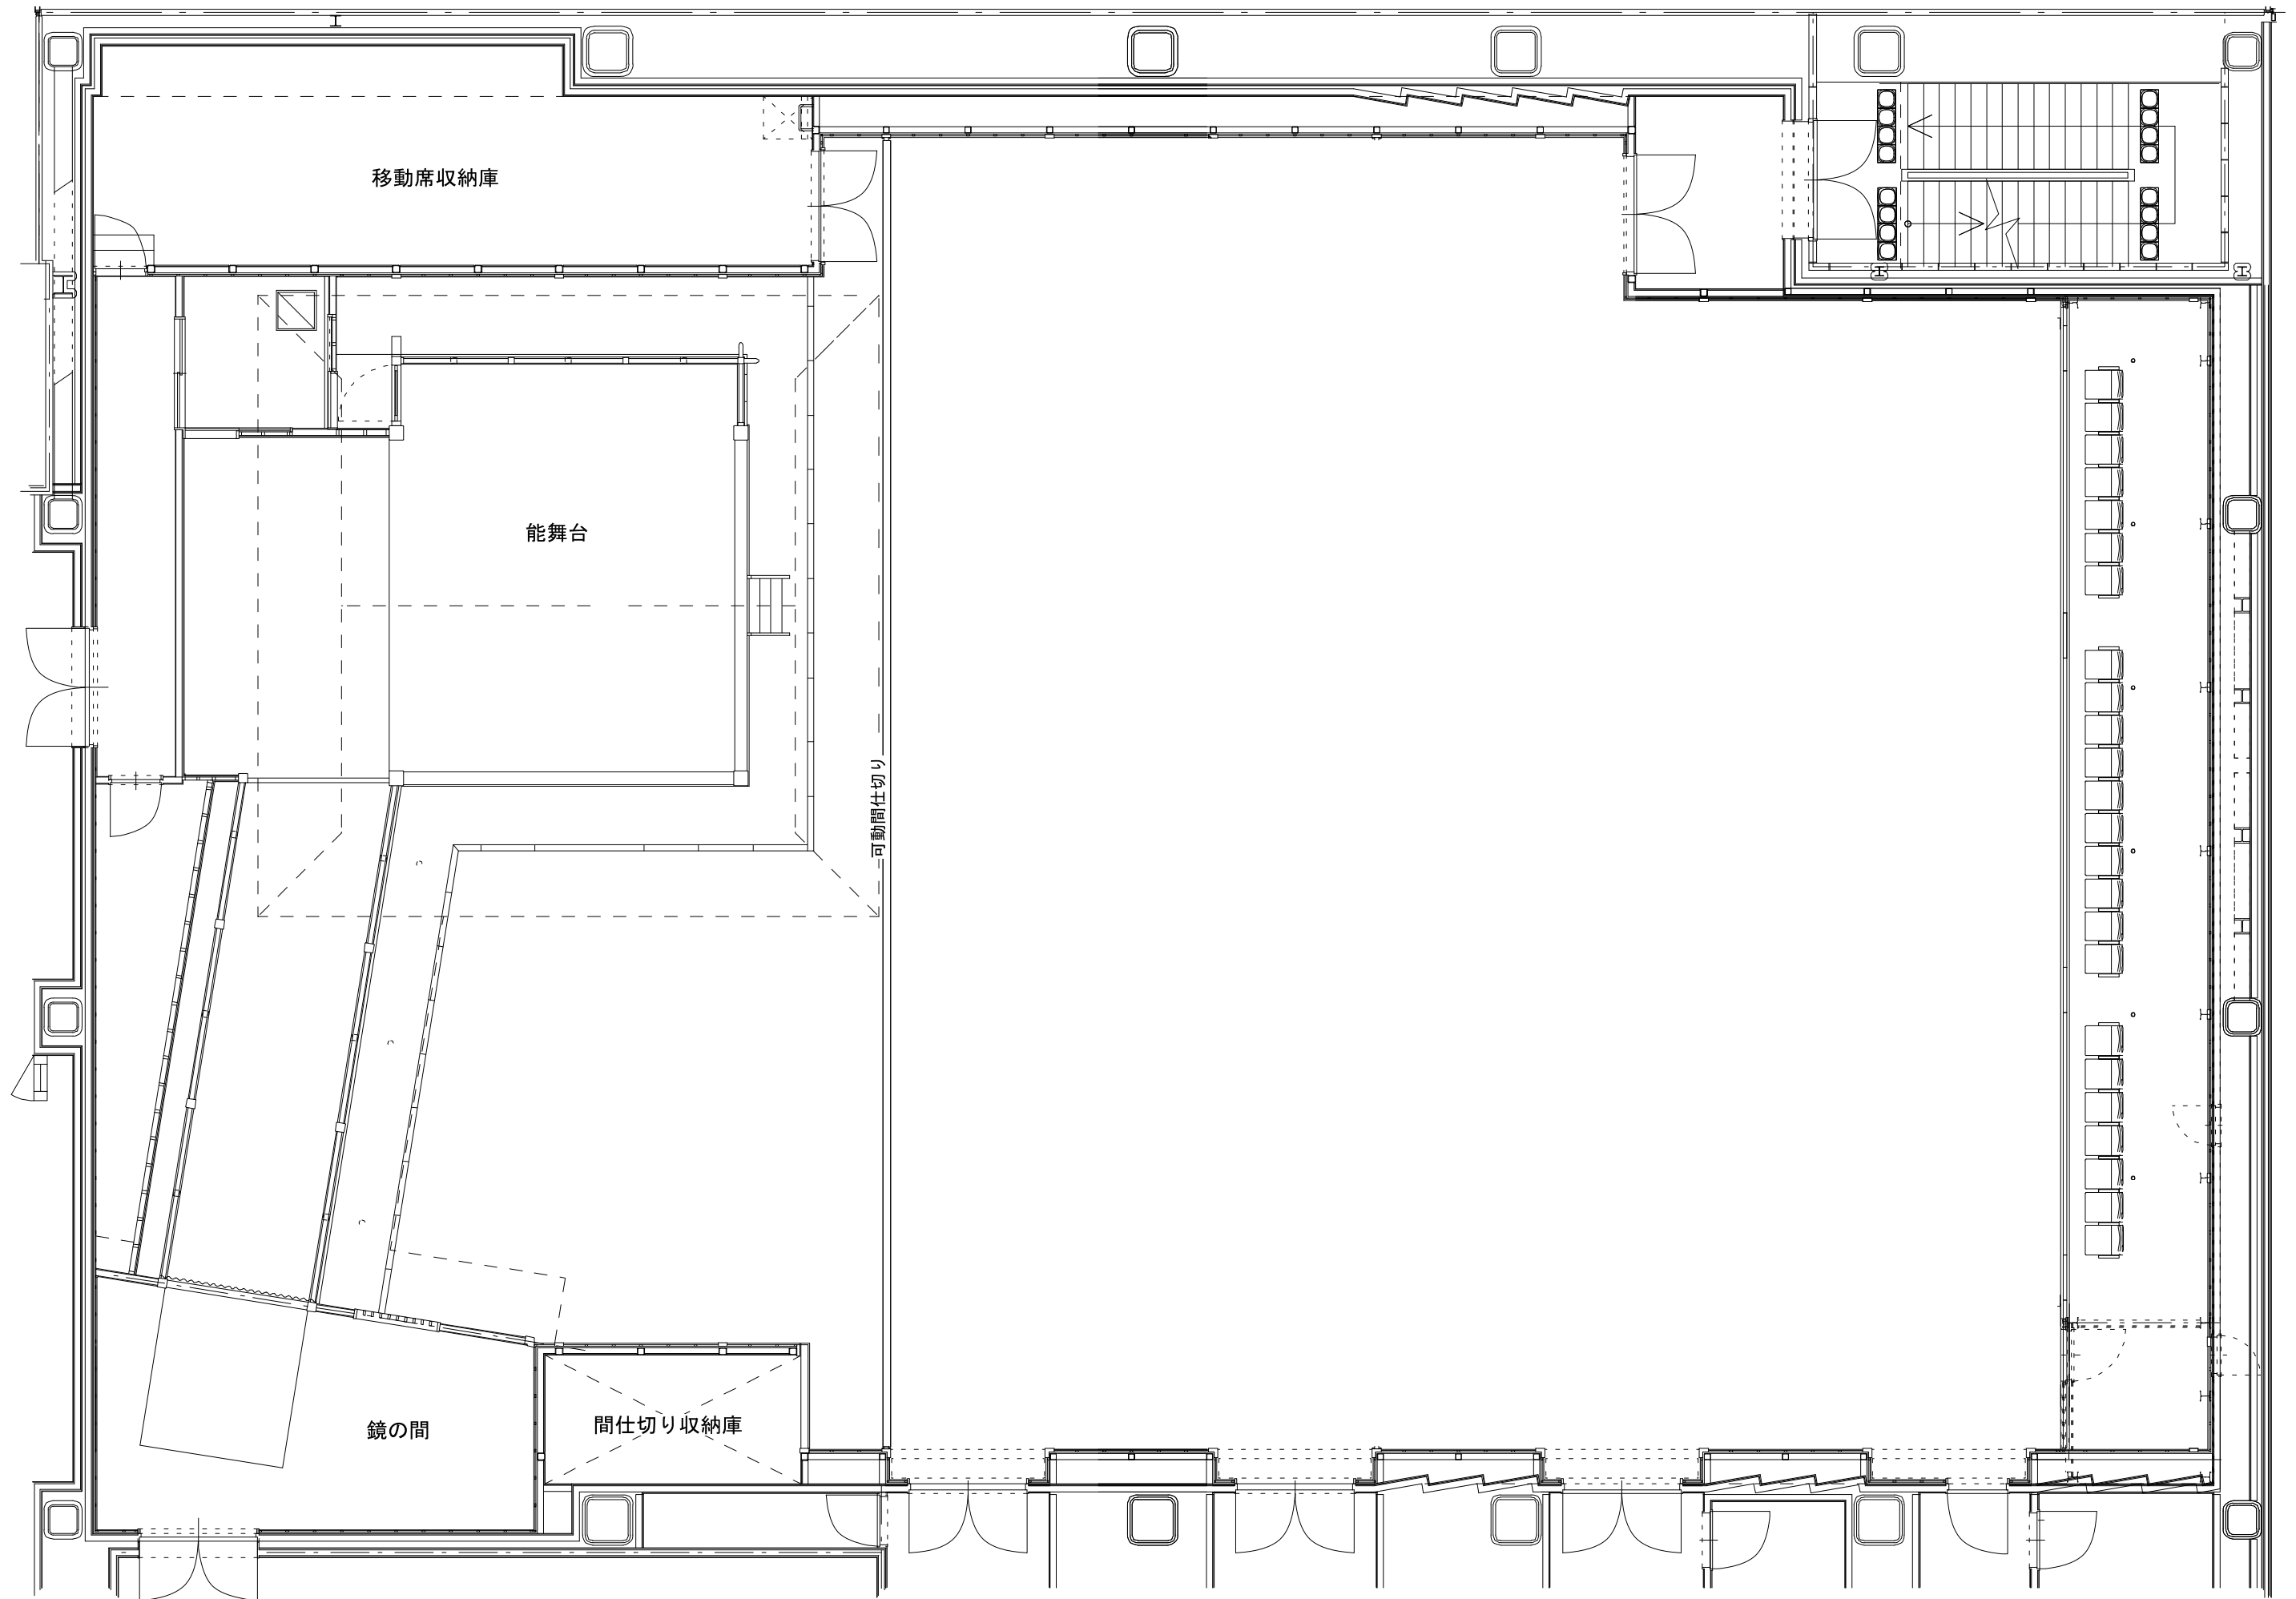 移動席収納庫
能舞台
可動間仕切り
鏡の間
間仕切り収納庫